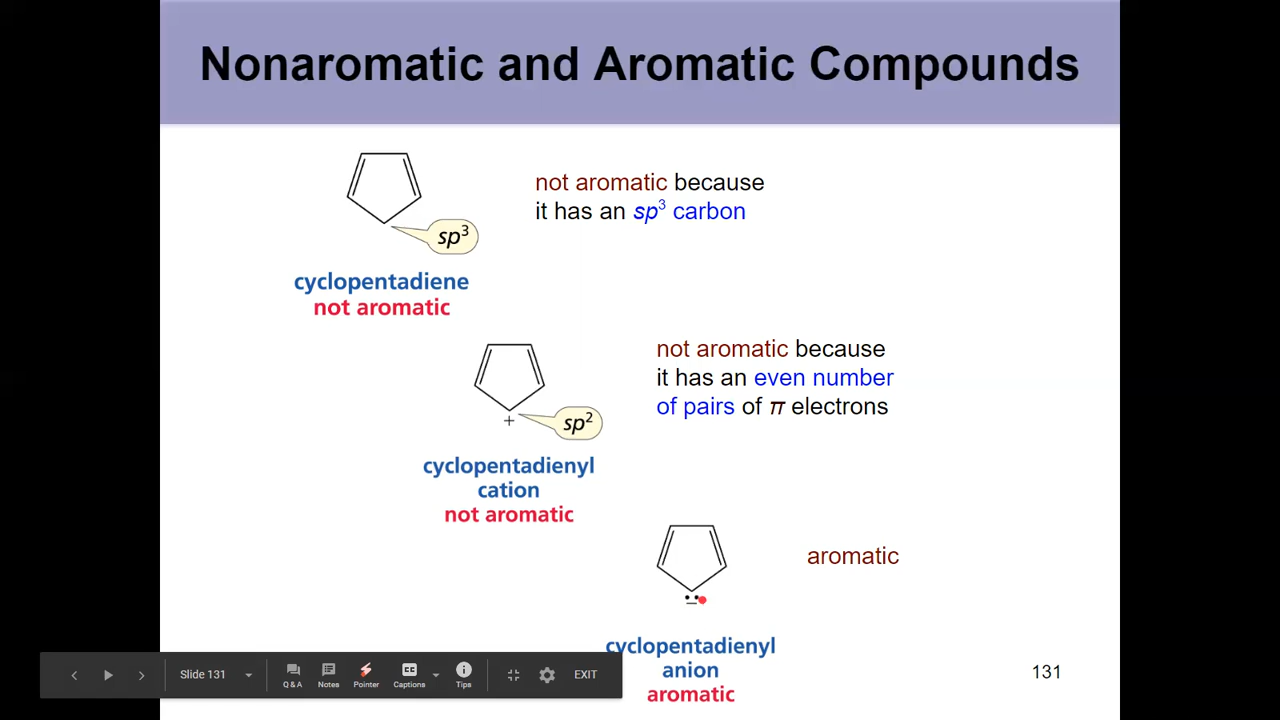 Nonaromatic and Aromatic Compounds
not aromatic because
it has an sp³ carbon
sp³
cyclopentadiene
not aromatic
not aromatic because
it has an even number
of pairs of π electrons
+
sp²
cyclopentadienyl
cation
not aromatic
aromatic
cyclopentadienyl
anion
aromatic
Slide 131
Q & A
Notes
Pointer
CC
Captions
Tips
EXIT
131